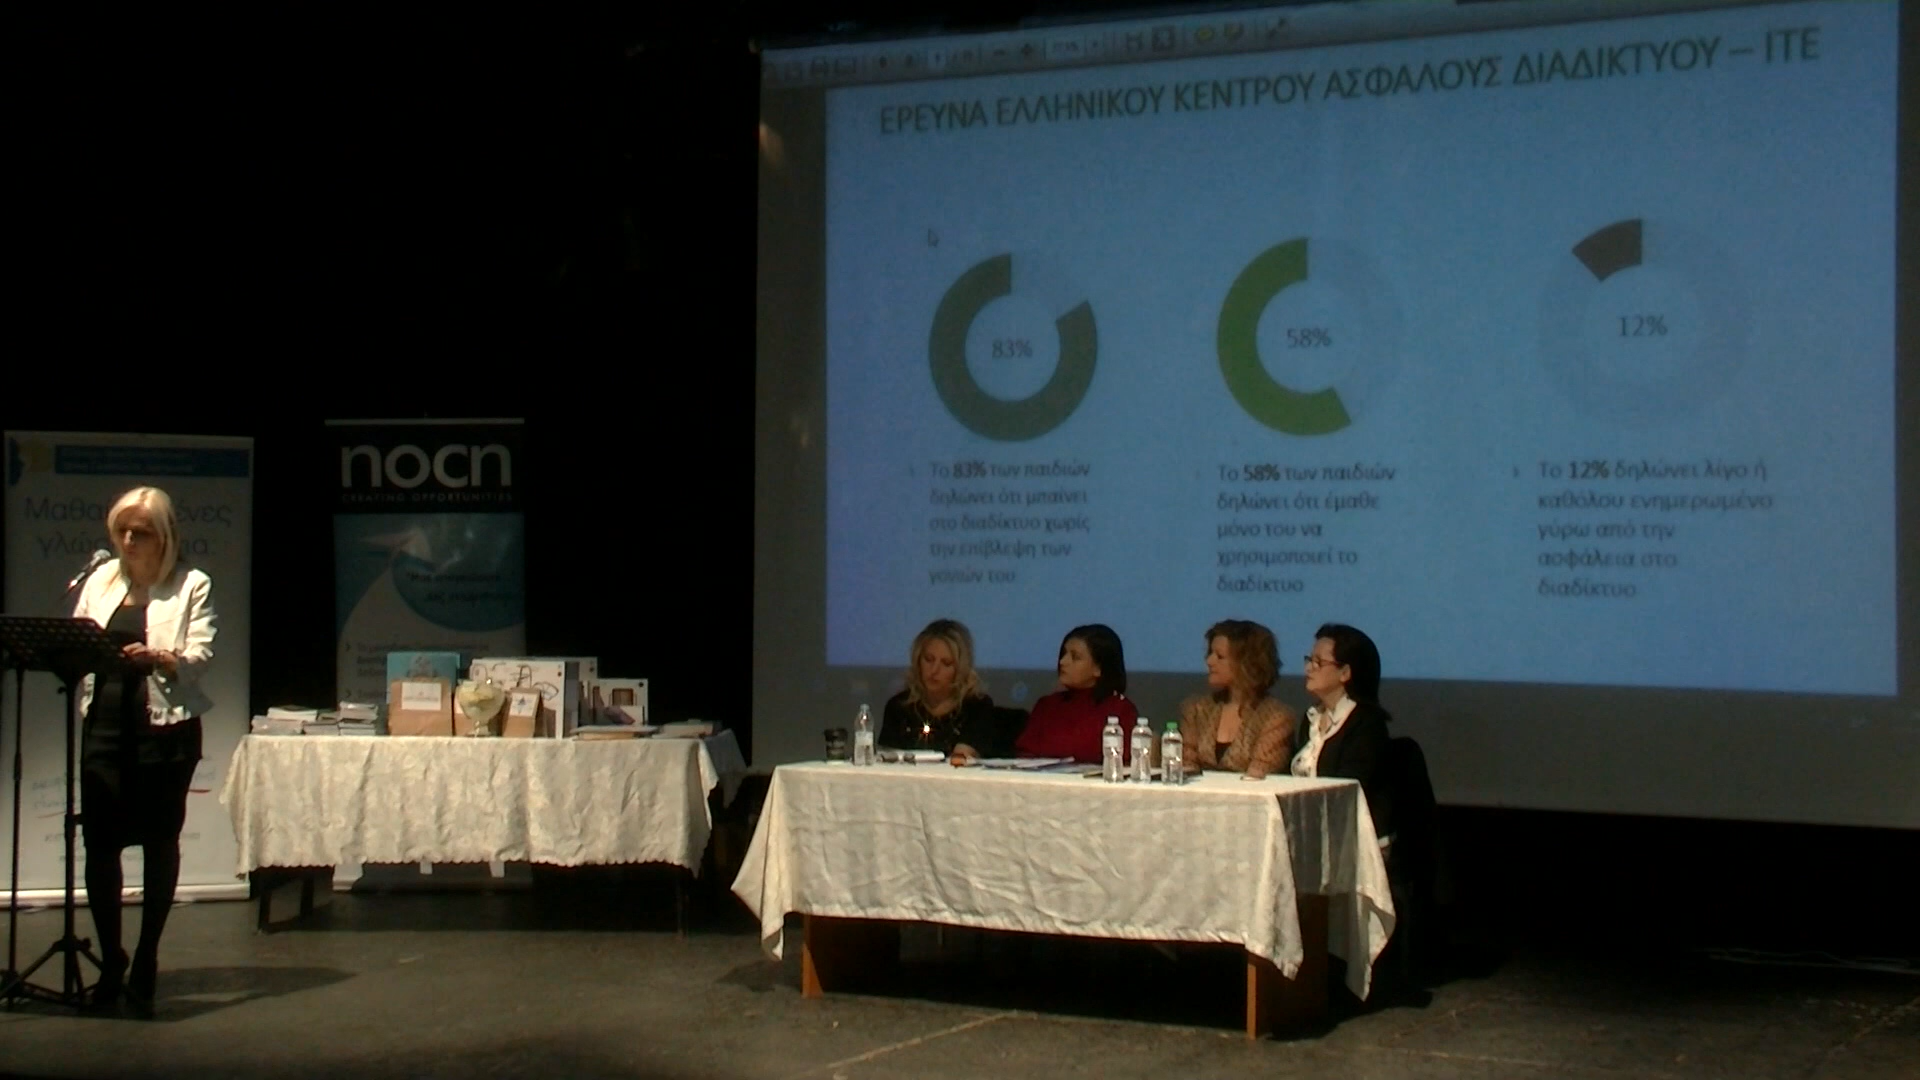 ΕΡΕΥΝΑ ΕΛΛΗΝΙΚΟΥ ΚΕΝΤΡΟΥ ΑΣΦΑΛΟΥΣ ΔΙΑΔΙΚΤΥΟΥ – ΙΤΕ
83%
58%
12%
Το 83% των παιδιών
δηλώνει ότι μπαίνει
στο διαδίκτυο χωρίς
την επίβλεψη των
γονιών του
Το 58% των παιδιών
δηλώνει ότι έμαθε
μόνο του να
χρησιμοποιεί το
διαδίκτυο
Το 12% δηλώνει λίγο ή
καθόλου ενημερωμένο
γύρω από την
ασφάλεια στο
διαδίκτυο
nocn
CREATING OPPORTUNITIES